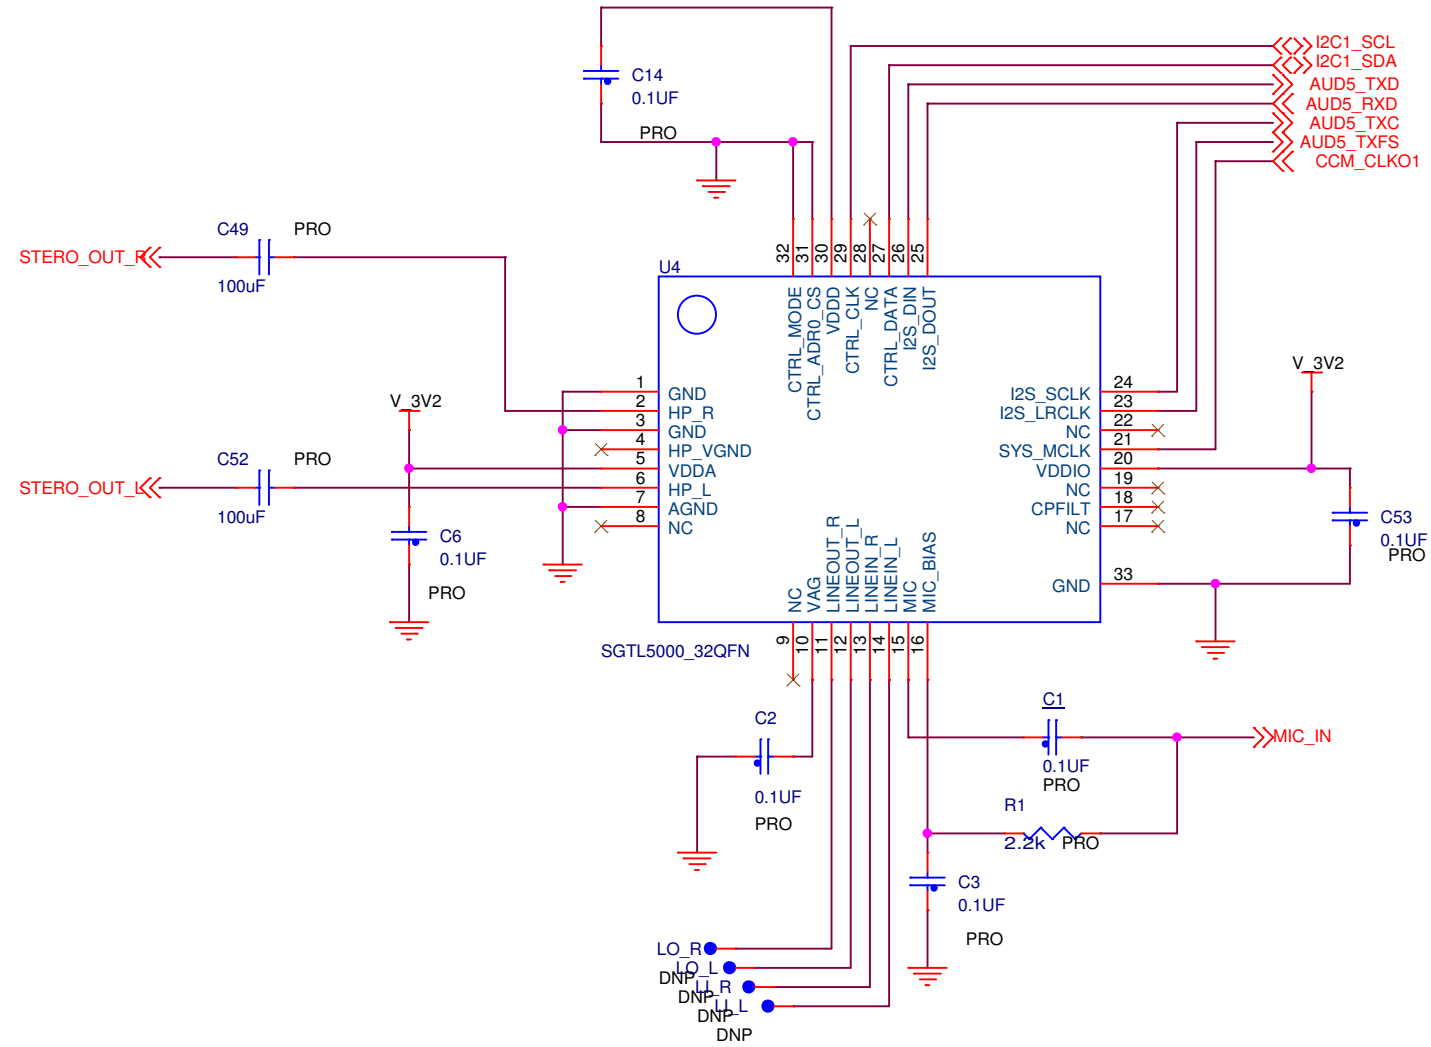 I2C1_SCL
I2C1_SDA
C14
0.1UF
AUD5_TXD
AUD5_RXD
AUD5_TXC
PRO
AUD5_TXFS
CCM_CLKO1
C49
PRO
STERO_OUT_R
100uF
U4
32
31
30
29
28
27
26
25
CTRL_MODE
CTRL_ADR0_CS
VDDD
CTRL_CLK
NC
CTRL_DATA
I2S_DIN
I2S_DOUT
V_3V2
V_3V2
1 GND
2 HP_R
3 GND
4 HP_VGND
5 VDDA
6 HP_L
7 AGND
8 NC
I2S_SCLK 24
I2S_LRCLK 23
NC 22
SYS_MCLK 21
VDDIO 20
NC 19
CPFILT 18
NC 17
GND 33
C52
PRO
STERO_OUT_L
100uF
C6
0.1UF
PRO
C53
0.1UF
PRO
NC
VAG
LINEOUT_R
LINEOUT_L
LINEIN_R
LINEIN_L
MIC
MIC_BIAS
9
10
11
12
13
14
15
16
SGTL5000_32QFN
C1
0.1UF
PRO
MIC_IN
C2
0.1UF
PRO
R1
2.2k PRO
C3
0.1UF
PRO
LO_R
LO_L
DNP
LI_R
DNP
LI_L
DNP
DNP